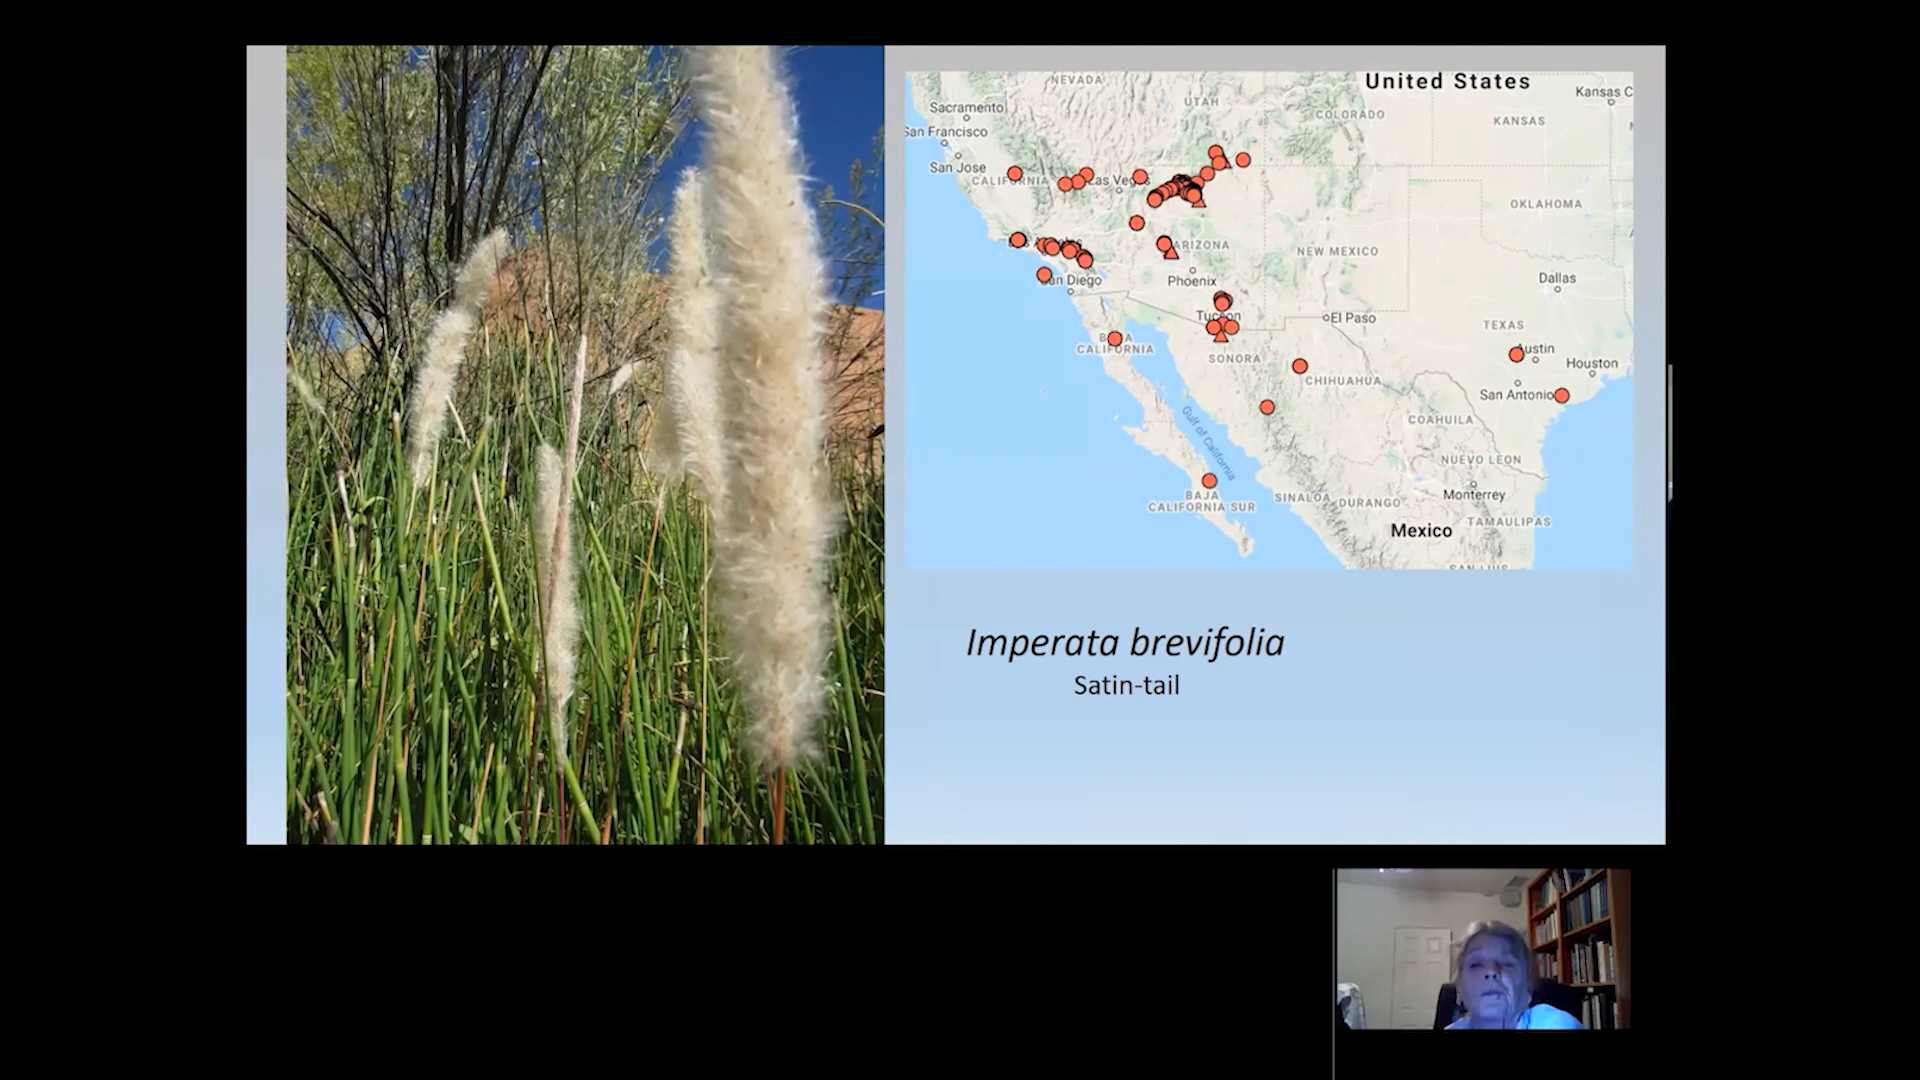 United States
NEVADA
UTAH
COLORADO
KANSAS
Kansas C
Sacramento
San Francisco
San Jose
CALIFORNIA
Las Vegas
OKLAHOMA
ARIZONA
NEW MEXICO
San Diego
Phoenix
Dallas
Tucson
El Paso
TEXAS
BAJA
CALIFORNIA
SONORA
Austin
Houston
CHIHUAHUA
San Antonio
COAHUILA
Gulf of California
NUEVO LEON
Monterrey
BAJA
CALIFORNIA SUR
SINALOA
DURANGO
TAMAULIPAS
Mexico
Imperata brevifolia
Satin-tail